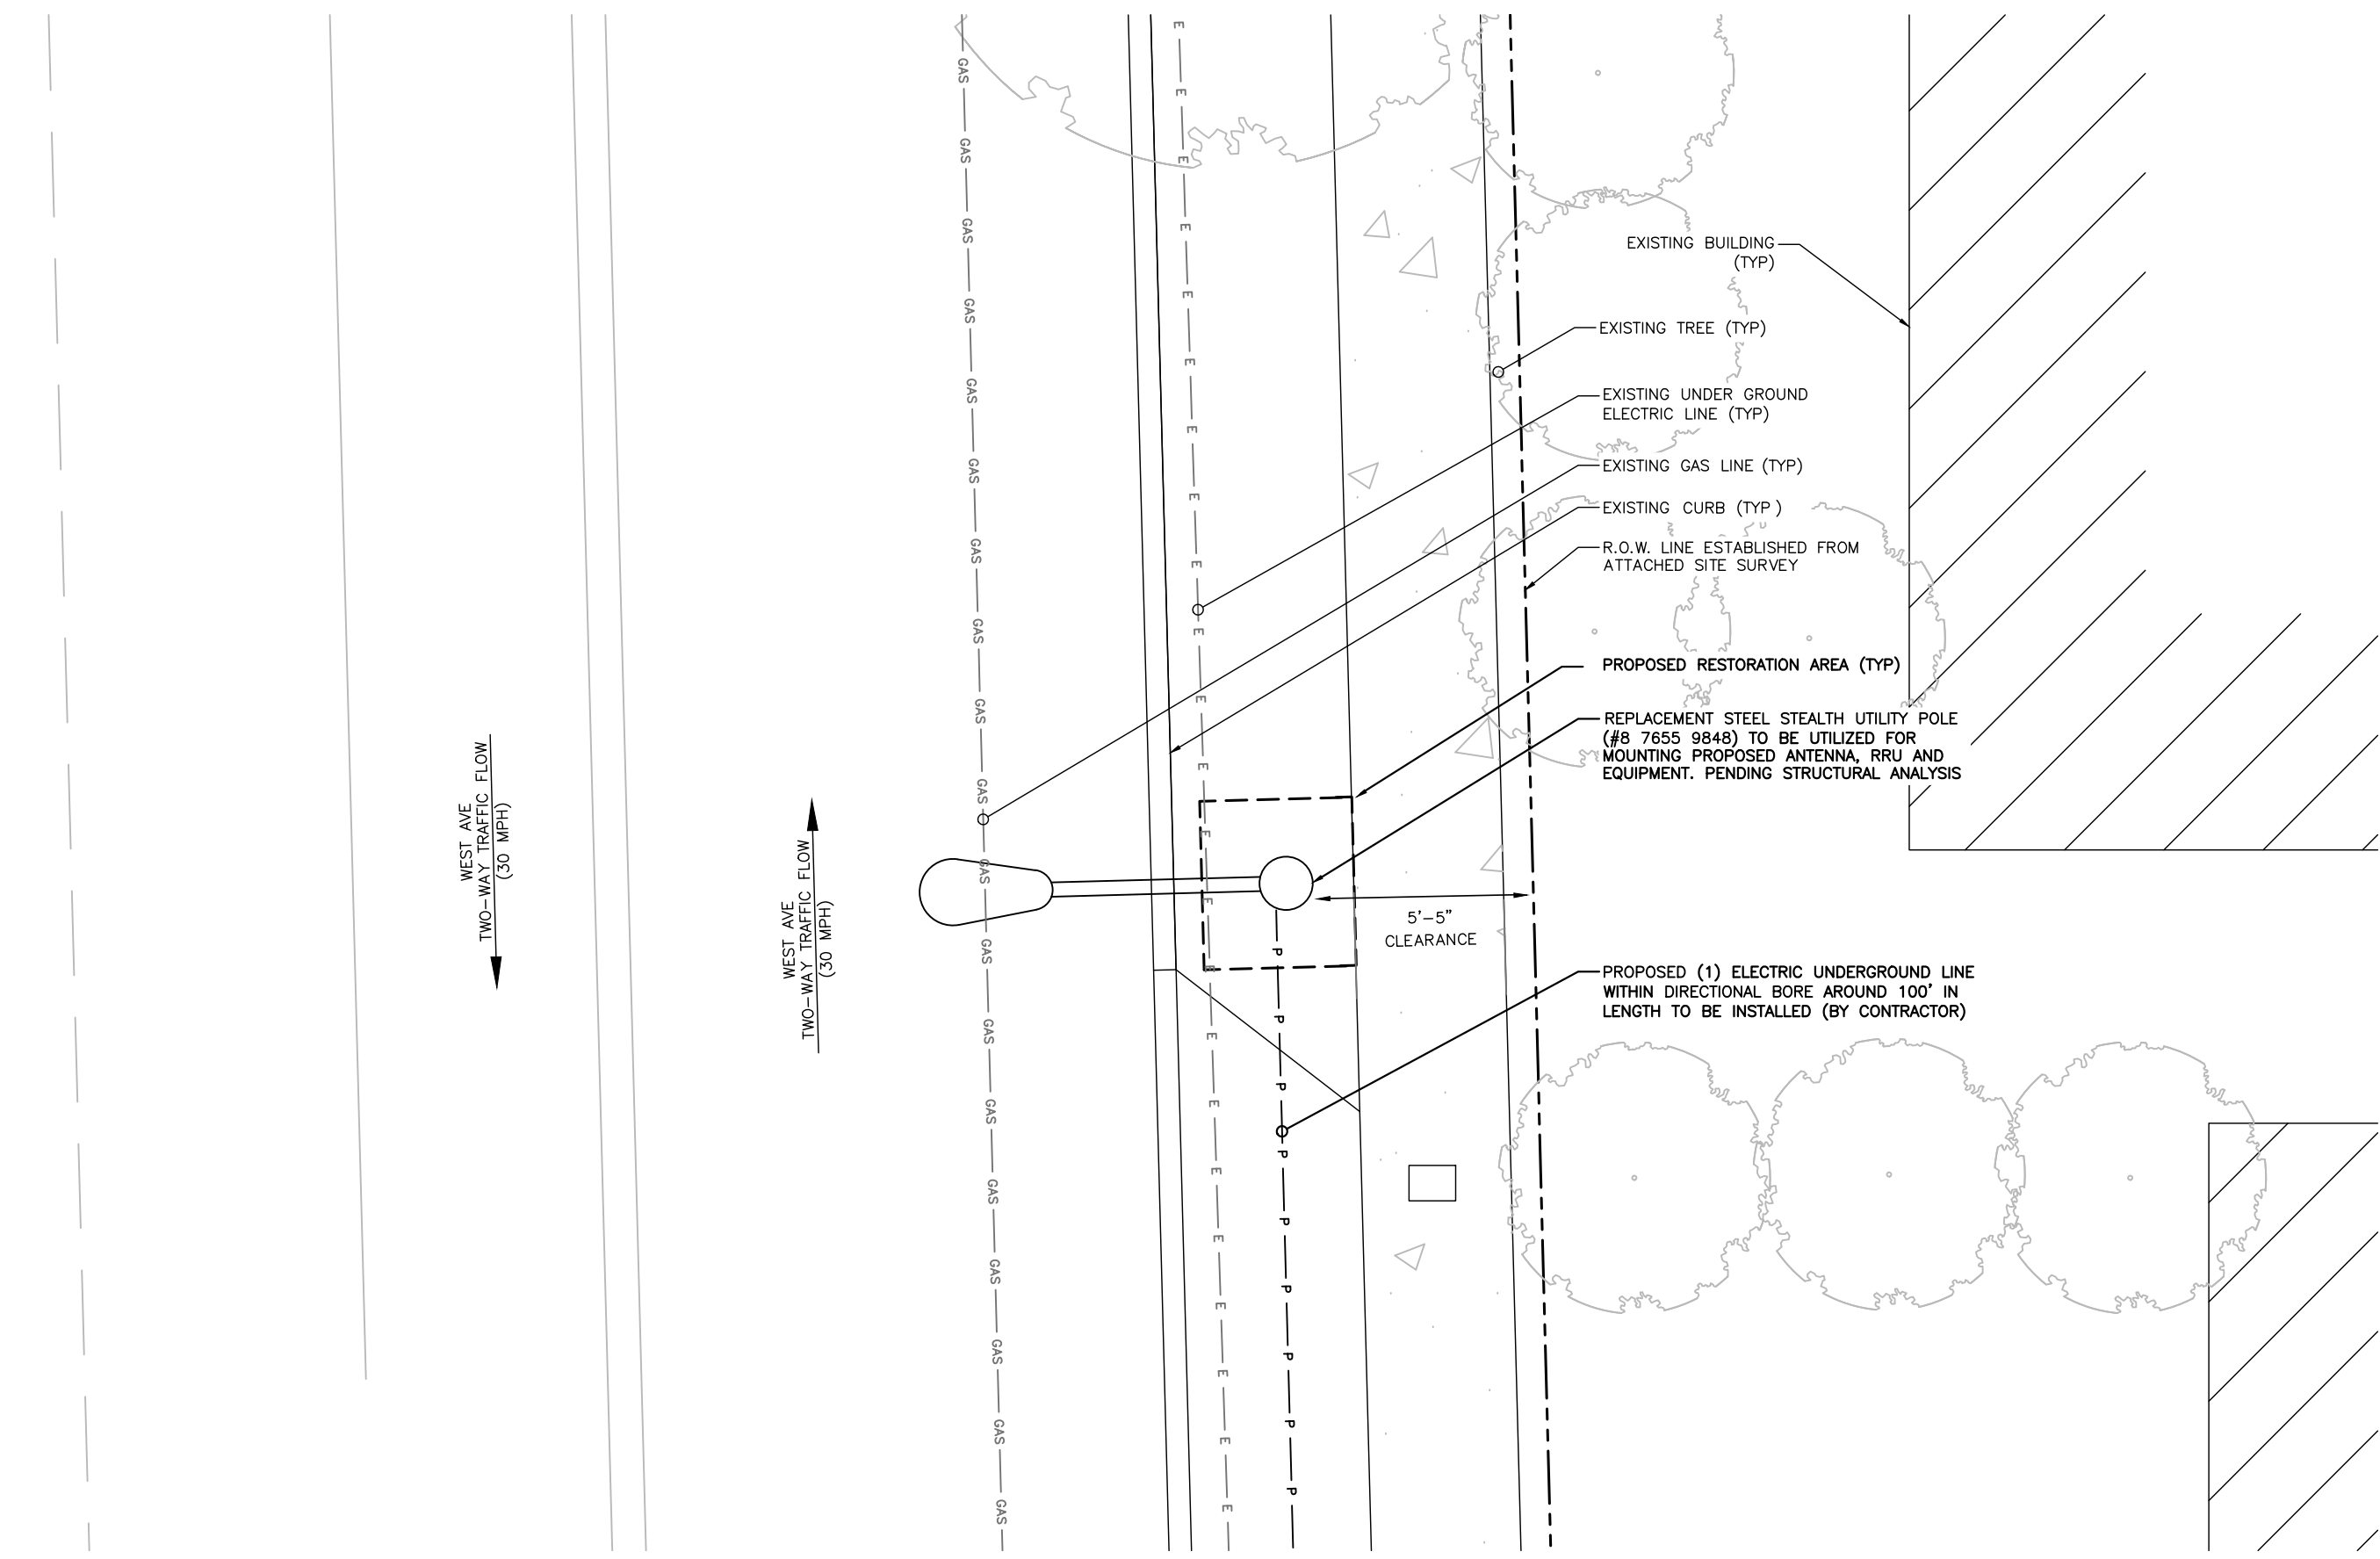 EXISTING BUILDING
(TYP)
EXISTING TREE (TYP)
EXISTING UNDER GROUND
ELECTRIC LINE (TYP)
EXISTING GAS LINE (TYP)
EXISTING CURB (TYP )
R.O.W. LINE ESTABLISHED FROM
ATTACHED SITE SURVEY
PROPOSED RESTORATION AREA (TYP)
REPLACEMENT STEEL STEALTH UTILITY POLE
(#8 7655 9848) TO BE UTILIZED FOR
MOUNTING PROPOSED ANTENNA, RRU AND
EQUIPMENT. PENDING STRUCTURAL ANALYSIS
5'-5"
CLEARANCE
PROPOSED (1) ELECTRIC UNDERGROUND LINE
WITHIN DIRECTIONAL BORE AROUND 100' IN
LENGTH TO BE INSTALLED (BY CONTRACTOR)
WEST AVE
TWO-WAY TRAFFIC FLOW
(30 MPH)
WEST AVE
TWO-WAY TRAFFIC FLOW
(30 MPH)
GAS GAS GAS GAS GAS GAS GAS GAS GAS GAS GAS GAS GAS GAS GAS GAS GAS GAS GAS
E E E E E E E E E E E E E E E E E E E E E E E
P P P P P P P P P